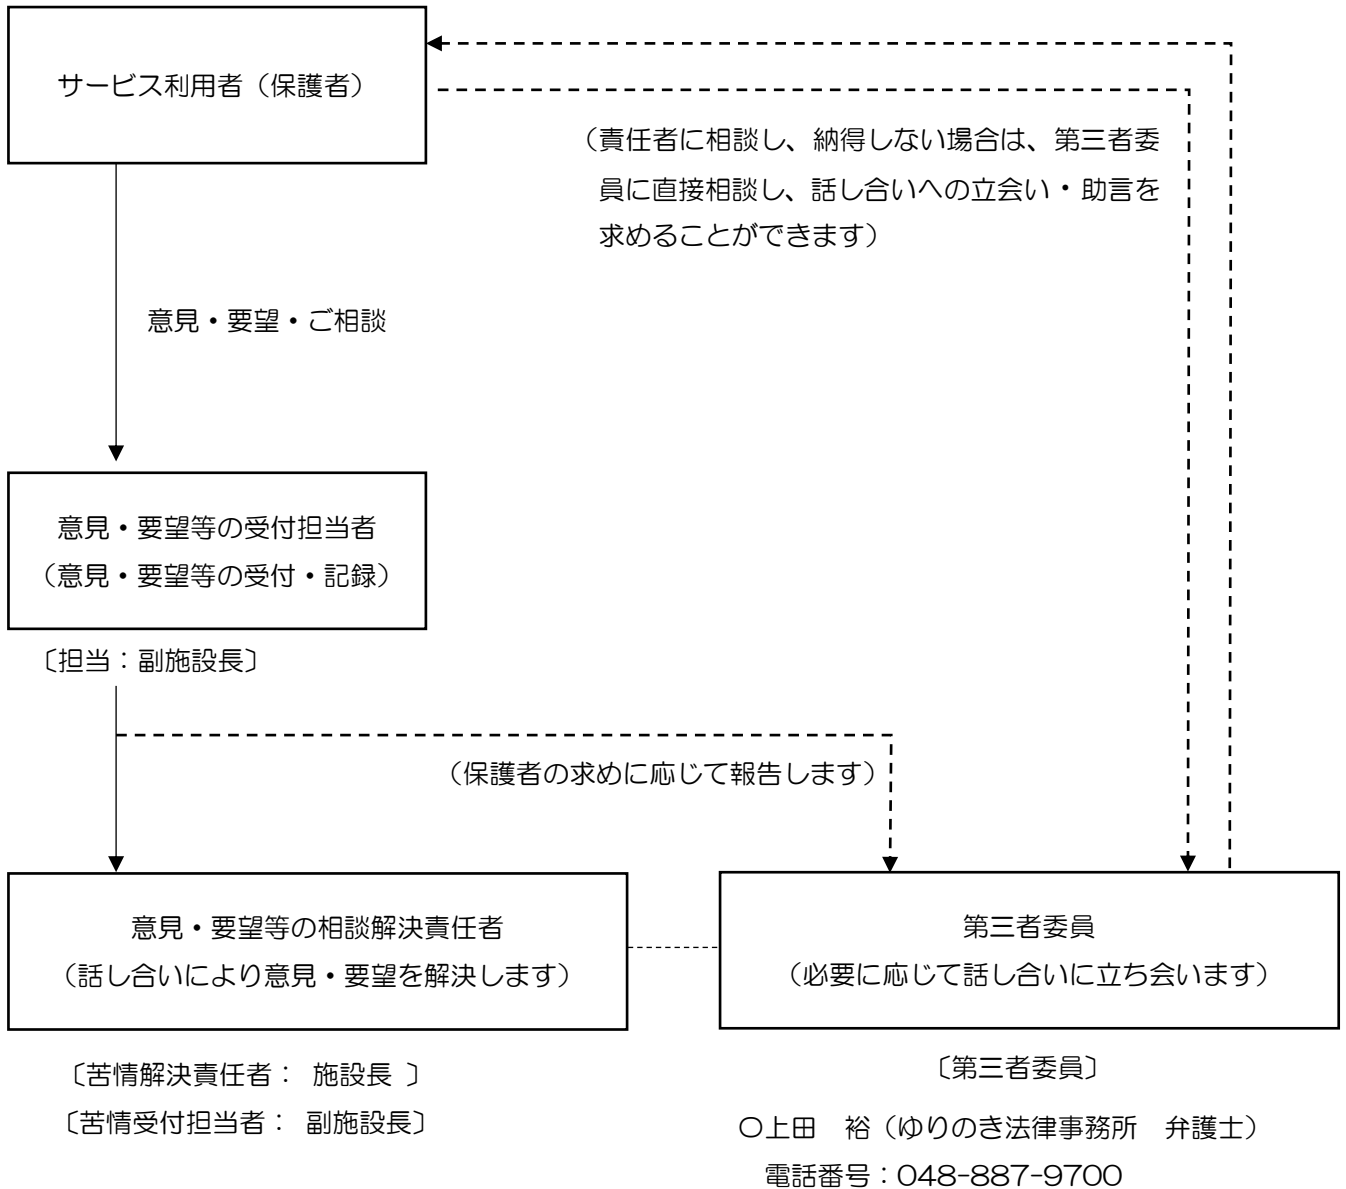 サービス利用者（保護者）
（責任者に相談し、納得しない場合は、第三者委
員に直接相談し、話し合いへの立会い・助言を
求めることができます）
意見・要望・ご相談
意見・要望等の受付担当者
（意見・要望等の受付・記録）
〔担当：副施設長〕
（保護者の求めに応じて報告します）
意見・要望等の相談解決責任者
（話し合いにより意見・要望を解決します）
第三者委員
（必要に応じて話し合いに立ち会います）
〔苦情解決責任者： 施設長 〕
〔苦情受付担当者： 副施設長〕
〔第三者委員〕
〇上田　裕（ゆりのき法律事務所　弁護士）
電話番号：048-887-9700